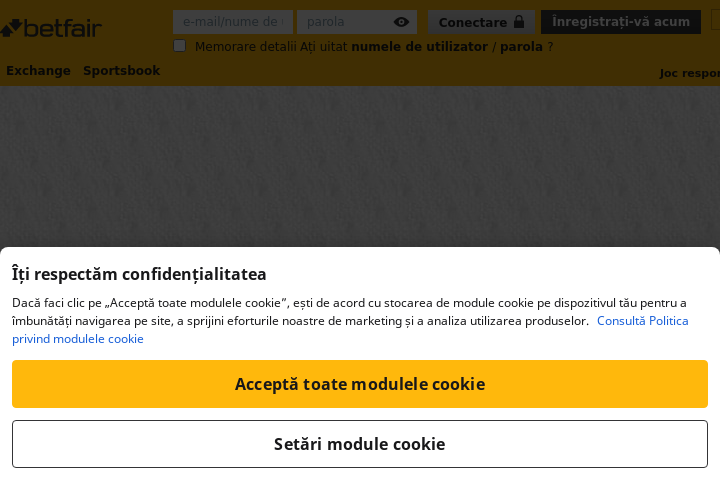 betfair
e-mail/nume de
parola
Conectare
Înregistrați-vă acum
Memorare detalii Ați uitat numele de utilizator / parola ?
Exchange Sportsbook
Joc respon
Îți respectăm confidențialitatea
Dacă faci clic pe „Acceptă toate modulele cookie”, ești de acord cu stocarea de module cookie pe dispozitivul tău pentru a
îmbunătăți navigarea pe site, a sprijini eforturile noastre de marketing și a analiza utilizarea produselor. Consultă Politica
privind modulele cookie
Acceptă toate modulele cookie
Setări module cookie